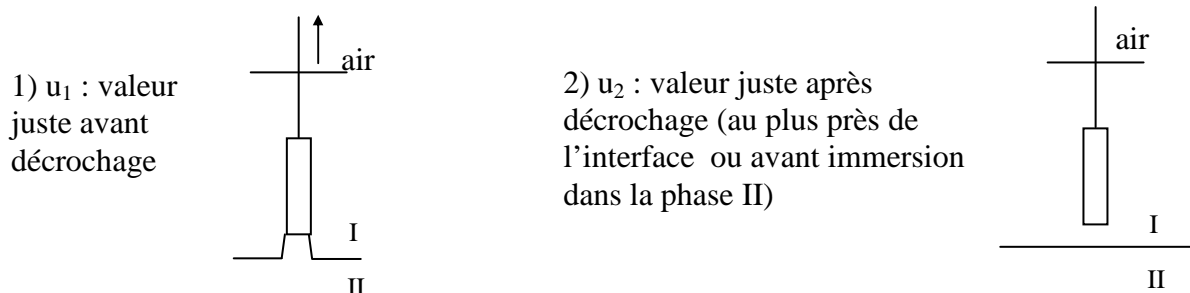 air
1) u₁ : valeur
juste avant
décrochage
I
II
air
2) u₂ : valeur juste après
décrochage (au plus près de
l’interface ou avant immersion
dans la phase II)
I
II